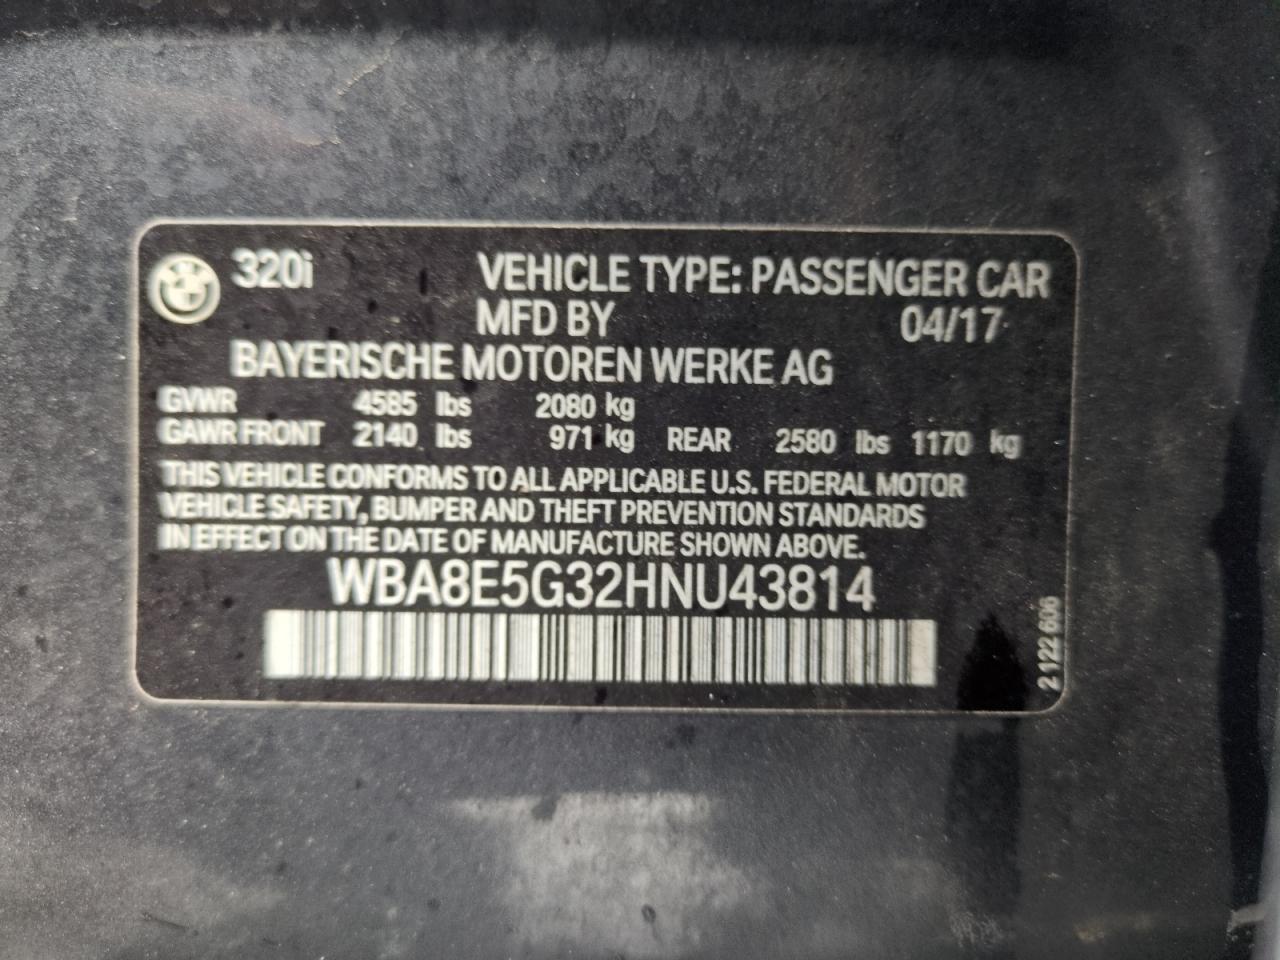 320i VEHICLE TYPE: PASSENGER CAR
MFD BY 04/17
BAYERISCHE MOTOREN WERKE AG
GVWR 4585 lbs 2080 kg
GAWR FRONT 2140 lbs 971 kg REAR 2580 lbs 1170 kg
THIS VEHICLE CONFORMS TO ALL APPLICABLE U.S. FEDERAL MOTOR
VEHICLE SAFETY, BUMPER AND THEFT PREVENTION STANDARDS
IN EFFECT ON THE DATE OF MANUFACTURE SHOWN ABOVE.
WBA8E5G32HNU43814
2 122 606